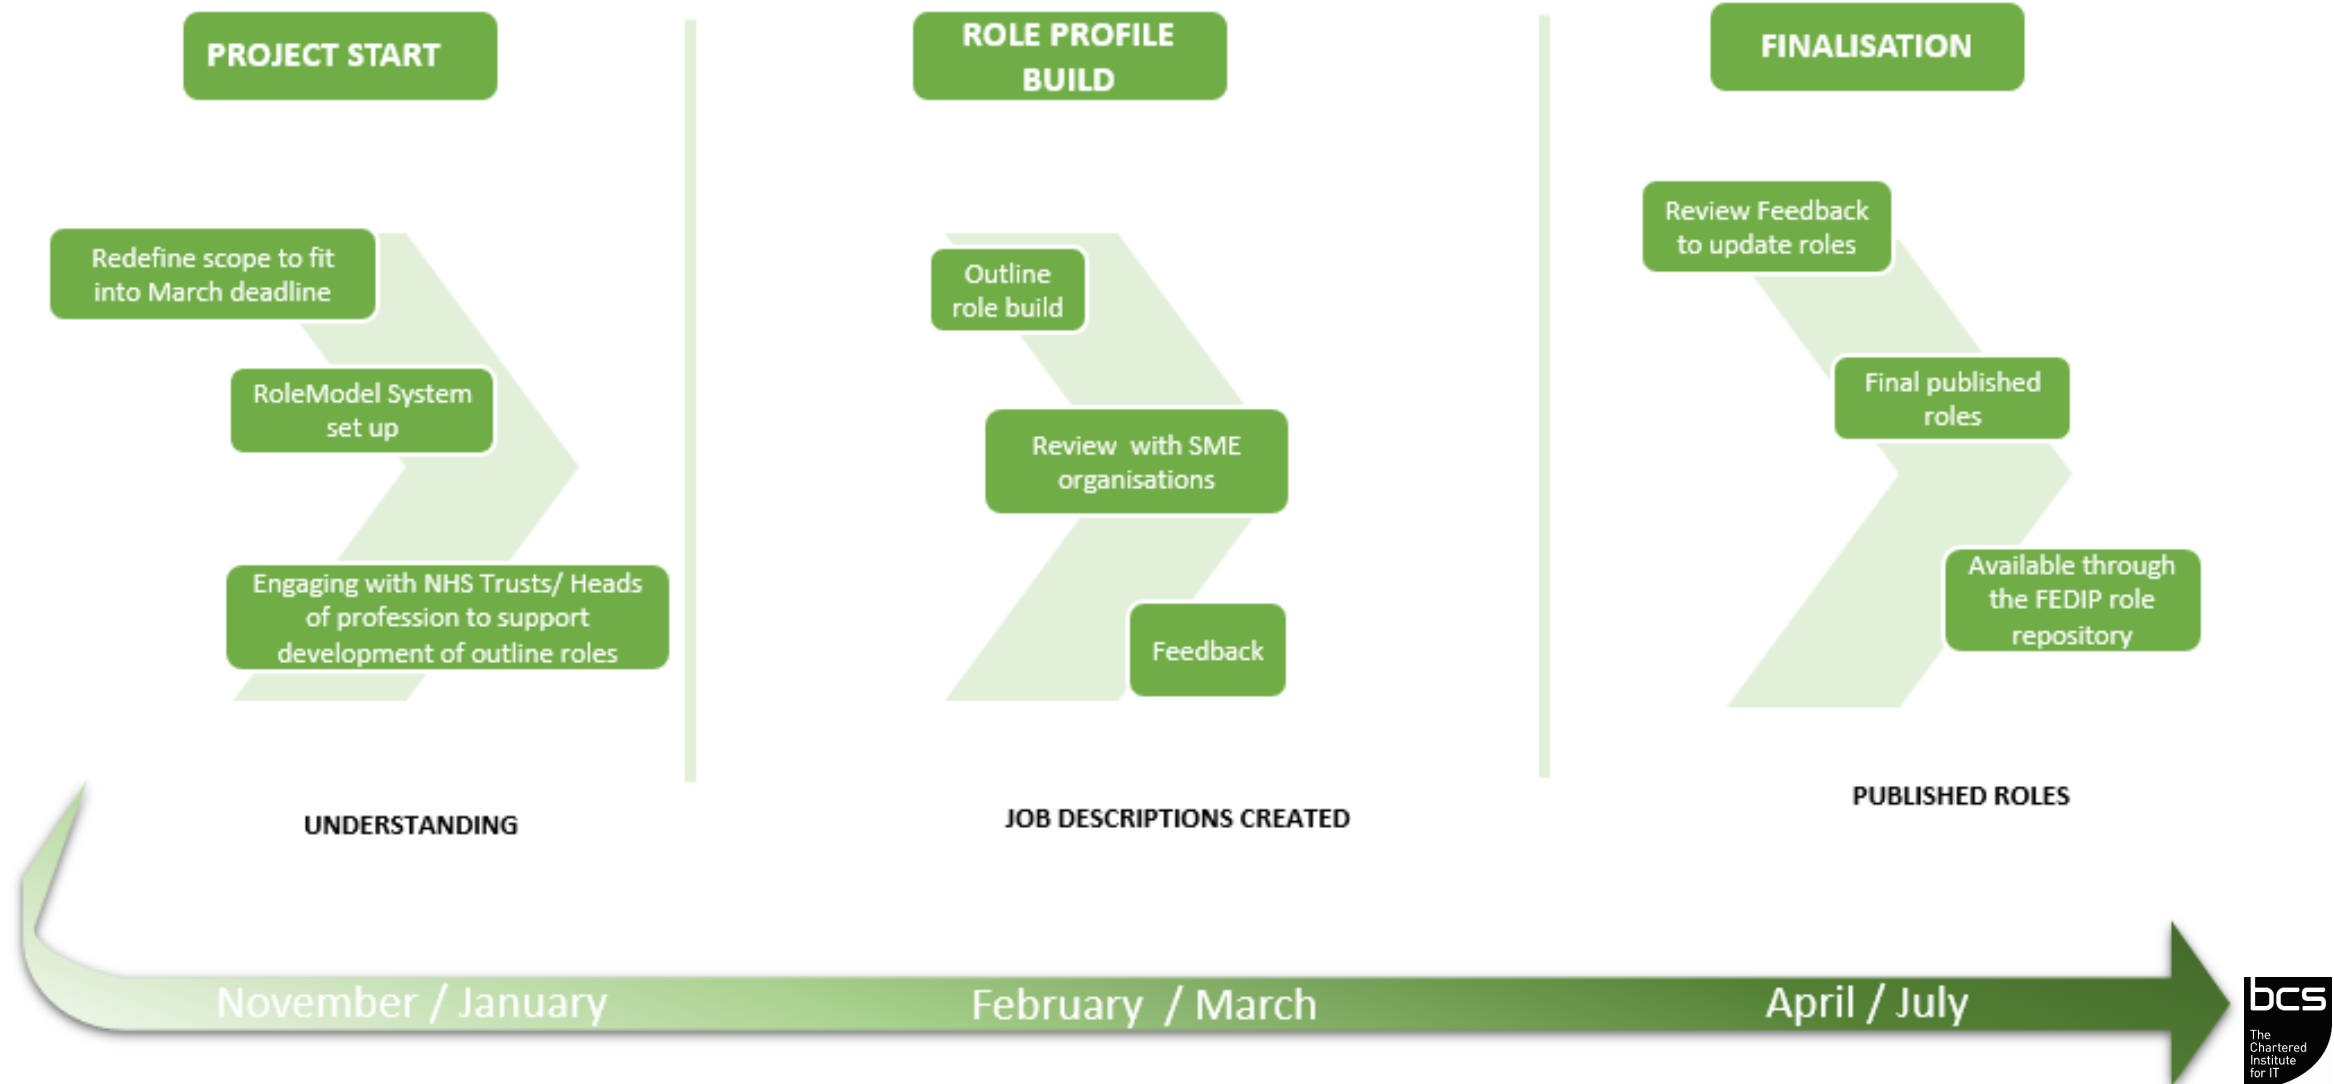 PROJECT START
Redefine scope to fit
into March deadline
RoleModel System
set up
Engaging with NHS Trusts/ Heads
of profession to support
development of outline roles
UNDERSTANDING
ROLE PROFILE
BUILD
Outline
role build
Review  with SME
organisations
Feedback
JOB DESCRIPTIONS CREATED
FINALISATION
Review Feedback
to update roles
Final published
roles
Available through
the FEDIP role
repository
PUBLISHED ROLES
November / January
February  / March
April / July
bcs
The
Chartered
Institute
for IT